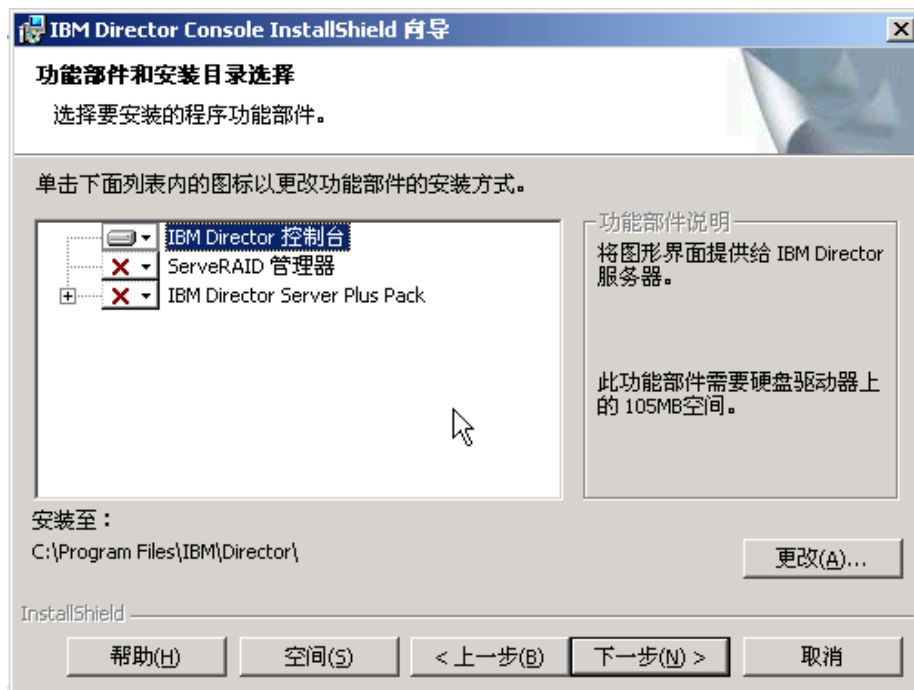 IBM Director Console InstallShield 向导
功能部件和安装目录选择
选择要安装的程序功能部件。
单击下面列表内的图标以更改功能部件的安装方式。
IBM Director 控制台
ServeRAID 管理器
IBM Director Server Plus Pack
功能部件说明
将图形界面提供给 IBM Director
服务器。
此功能部件需要硬盘驱动器上
的 105MB空间。
安装至：
C:\Program Files\IBM\Director\
更改(A)...
InstallShield
帮助(H)
空间(S)
< 上一步(B)
下一步(N) >
取消